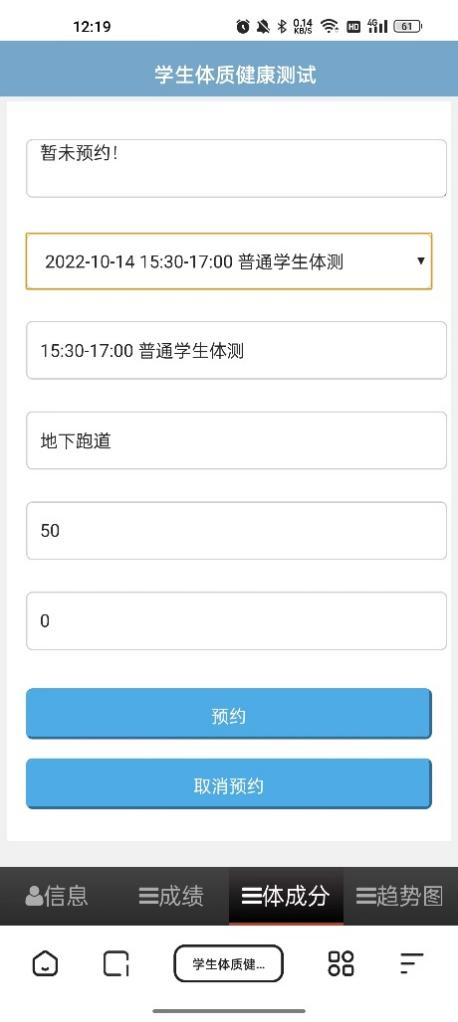 12:19
0.14 KB/S HD 4G 61
学生体质健康测试
暂未预约！
2022-10-14 15:30-17:00 普通学生体测
15:30-17:00 普通学生体测
地下跑道
50
0
预约
取消预约
信息 成绩 体成分 趋势图
学生体质健...